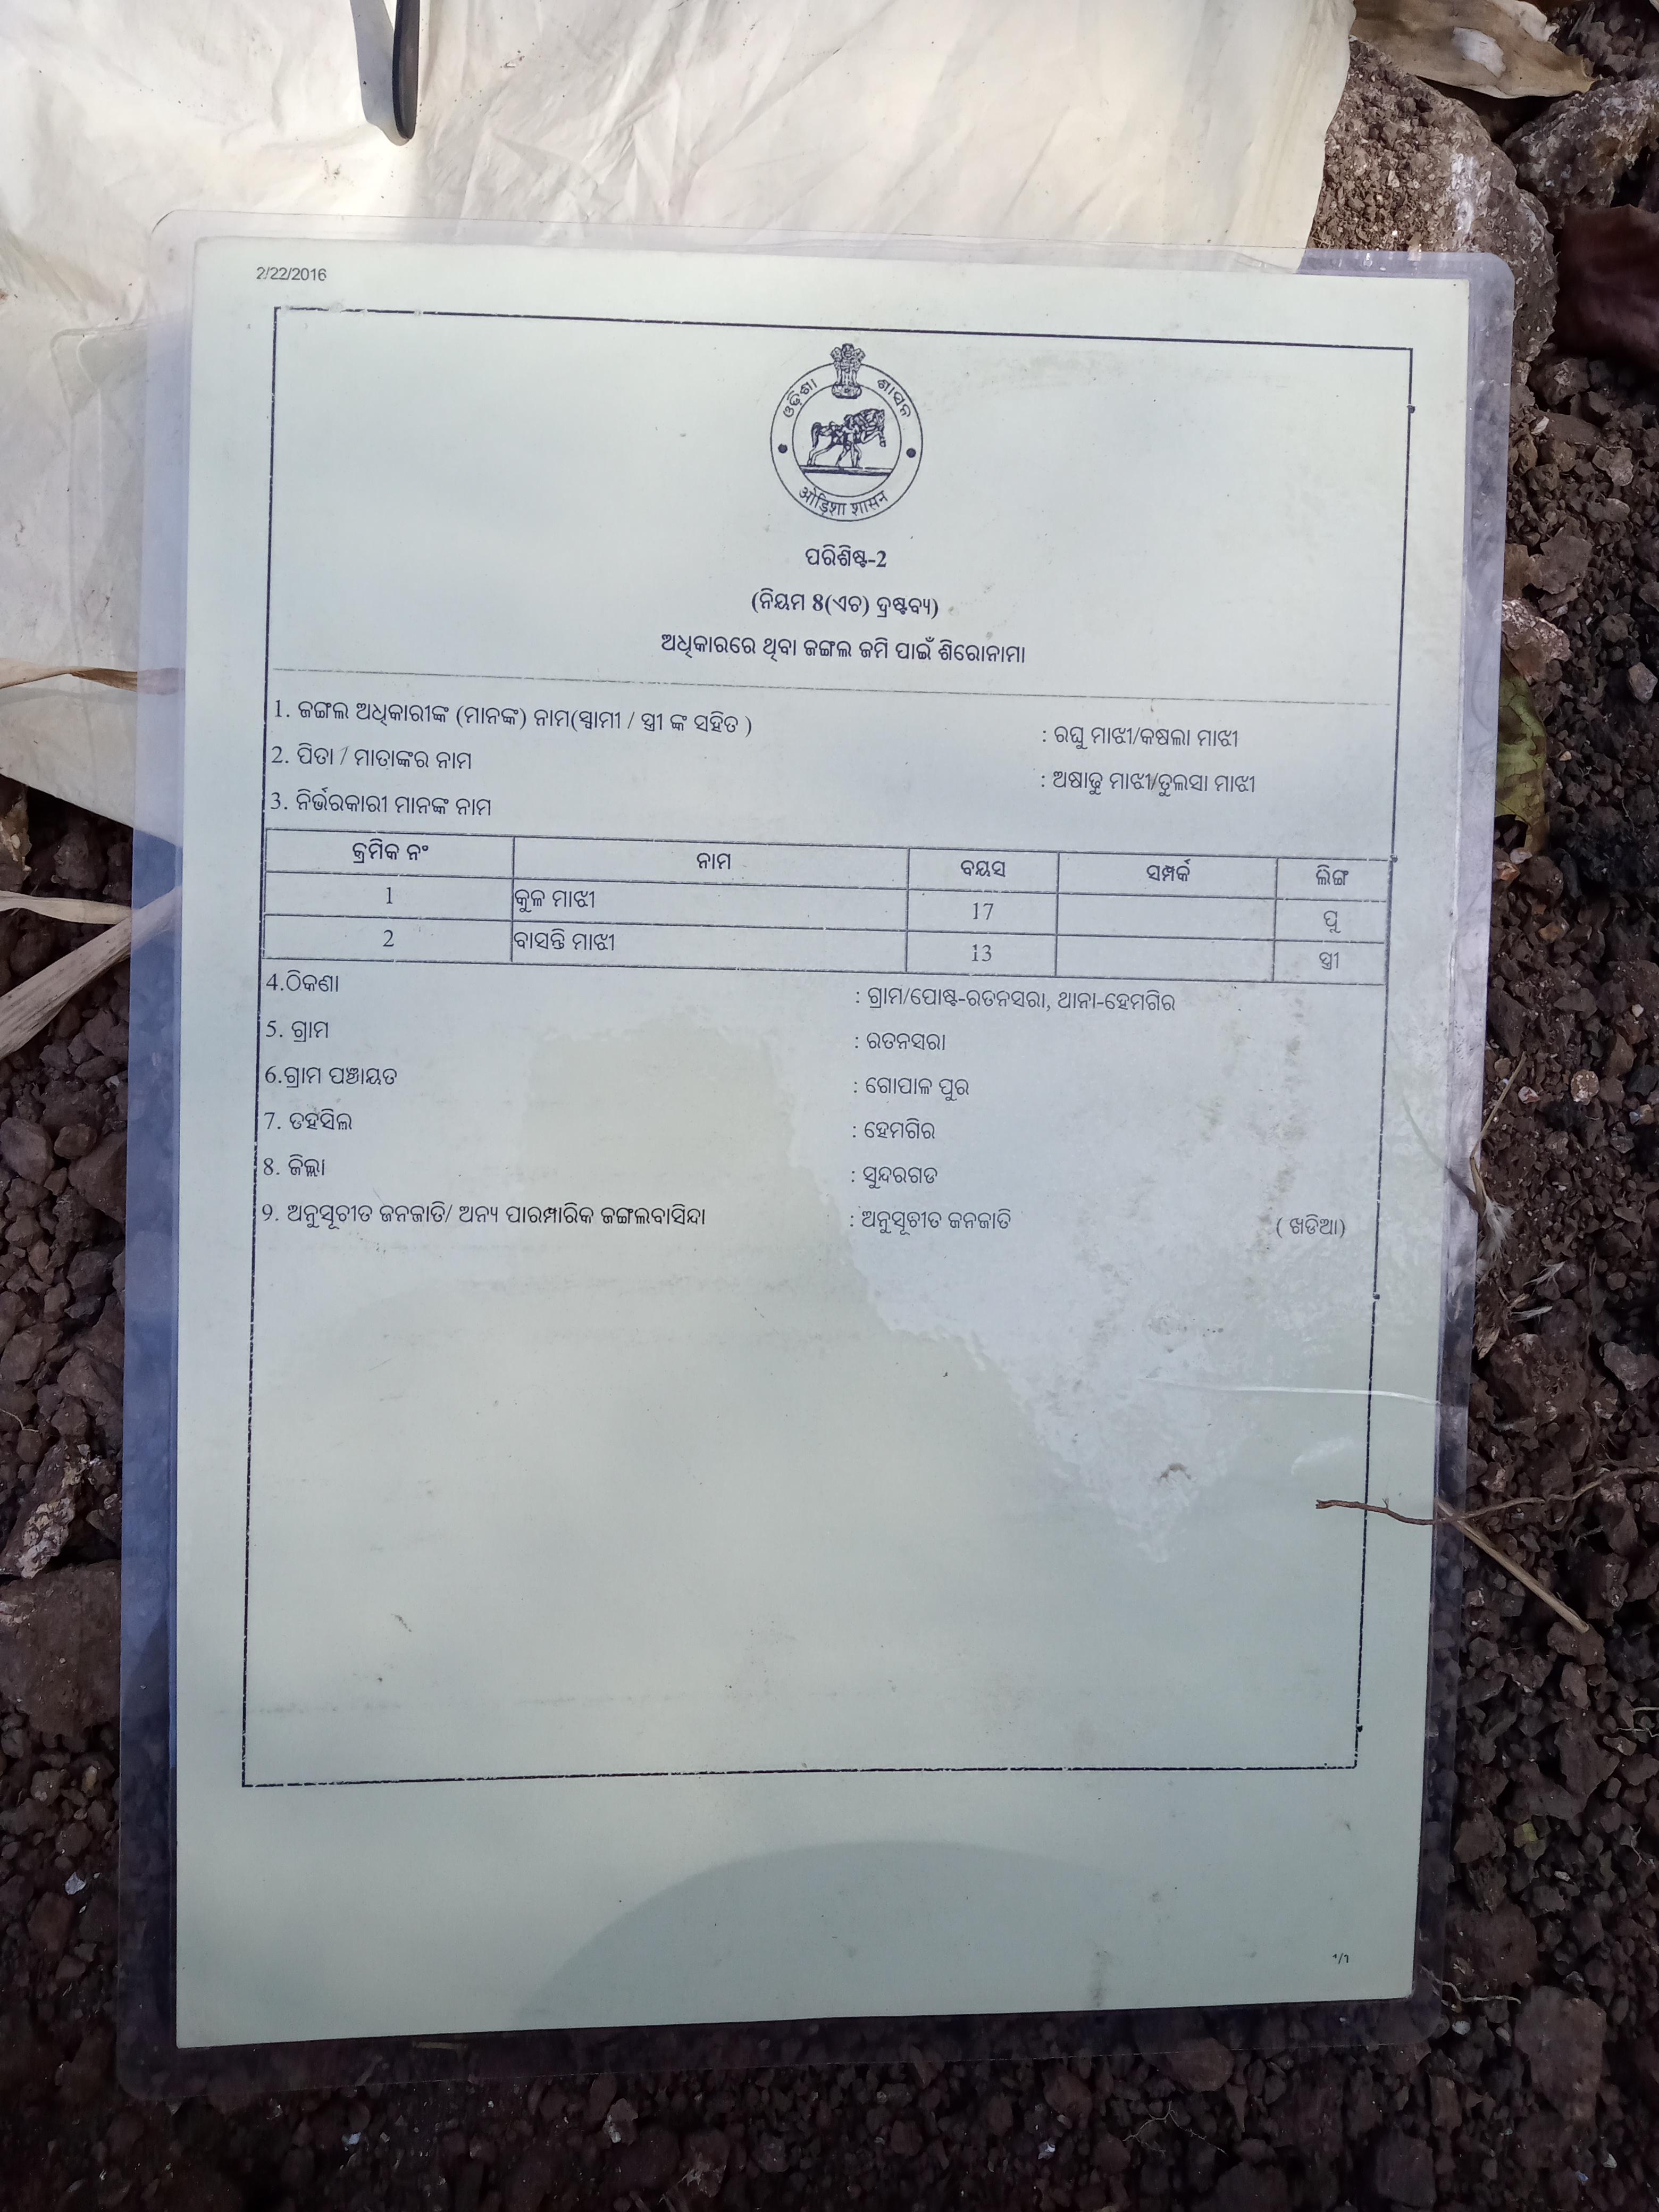 2/22/2016
ଓଡ଼ିଶା ଶାସନ
ओड़िशा शासन
ପରିଶିଷ୍ଟ-2
(ନିୟମ 8(ଏଚ) ଦ୍ରଷ୍ଟବ୍ୟ)
ଅଧିକାରରେ ଥିବା ଜଙ୍ଗଲ ଜମି ପାଇଁ ଶିରୋନାମା
1. ଜଙ୍ଗଲ ଅଧିକାରୀଙ୍କ (ମାନଙ୍କ) ନାମ(ସ୍ୱାମୀ / ସ୍ତ୍ରୀ ଙ୍କ ସହିତ ) : ରଘୁ ମାଝୀ/କଷଲା ମାଝୀ
2. ପିତା / ମାତାଙ୍କର ନାମ : ଅଷାଢୁ ମାଝୀ/ତୁଲସା ମାଝୀ
3. ନିର୍ଭରକାରୀ ମାନଙ୍କ ନାମ
କ୍ରମିକ ନଂ ନାମ ବୟସ ସମ୍ପର୍କ ଲିଙ୍ଗ
1 କୁଳ ମାଝୀ 17 ପୁ
2 ବାସନ୍ତି ମାଝୀ 13 ସ୍ତ୍ରୀ
4.ଠିକଣା : ଗ୍ରାମ/ପୋଷ୍ଟ-ରତନସରା, ଥାନା-ହେମଗିର
5. ଗ୍ରାମ : ରତନସରା
6.ଗ୍ରାମ ପଞ୍ଚାୟତ : ଗୋପାଳ ପୁର
7. ତହସିଲ : ହେମଗିର
8. ଜିଲ୍ଲା : ସୁନ୍ଦରଗଡ
9. ଅନୁସୂଚୀତ ଜନଜାତି/ ଅନ୍ୟ ପାରମ୍ପାରିକ ଜଙ୍ଗଲବାସିନ୍ଦା : ଅନୁସୂଚୀତ ଜନଜାତି ( ଖଡିଆ)